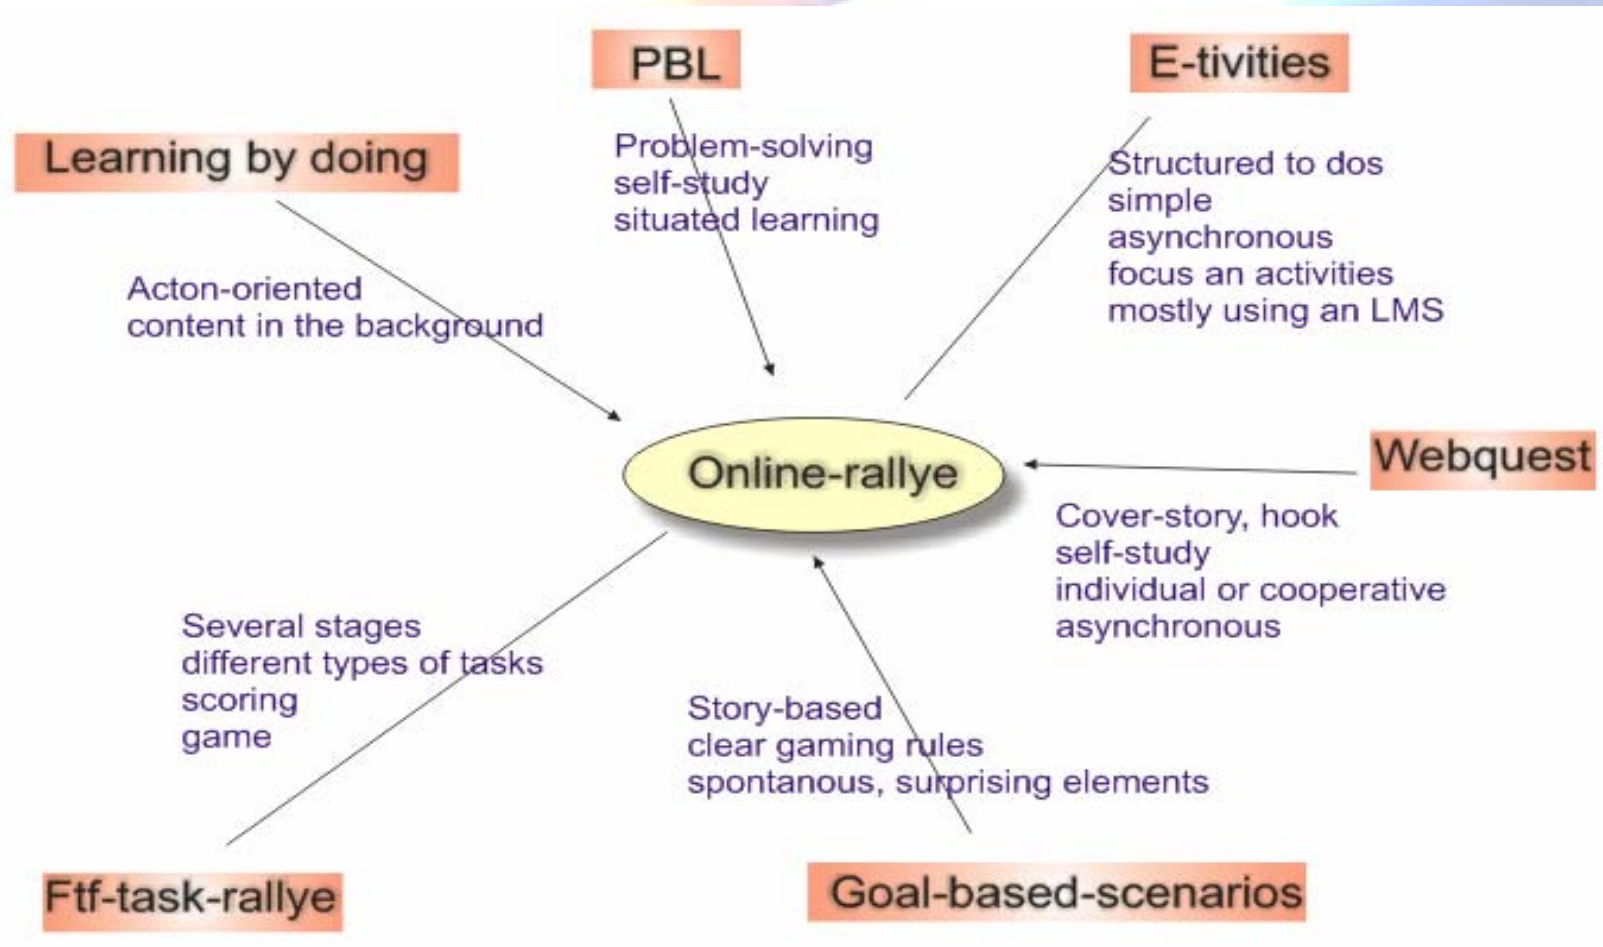 PBL
Problem-solving
self-study
situated learning
E-tivities
Structured to dos
simple
asynchronous
focus an activities
mostly using an LMS
Learning by doing
Acton-oriented
content in the background
Online-rallye
Webquest
Cover-story, hook
self-study
individual or cooperative
asynchronous
Several stages
different types of tasks
scoring
game
Ftf-task-rallye
Story-based
clear gaming rules
spontanous, surprising elements
Goal-based-scenarios